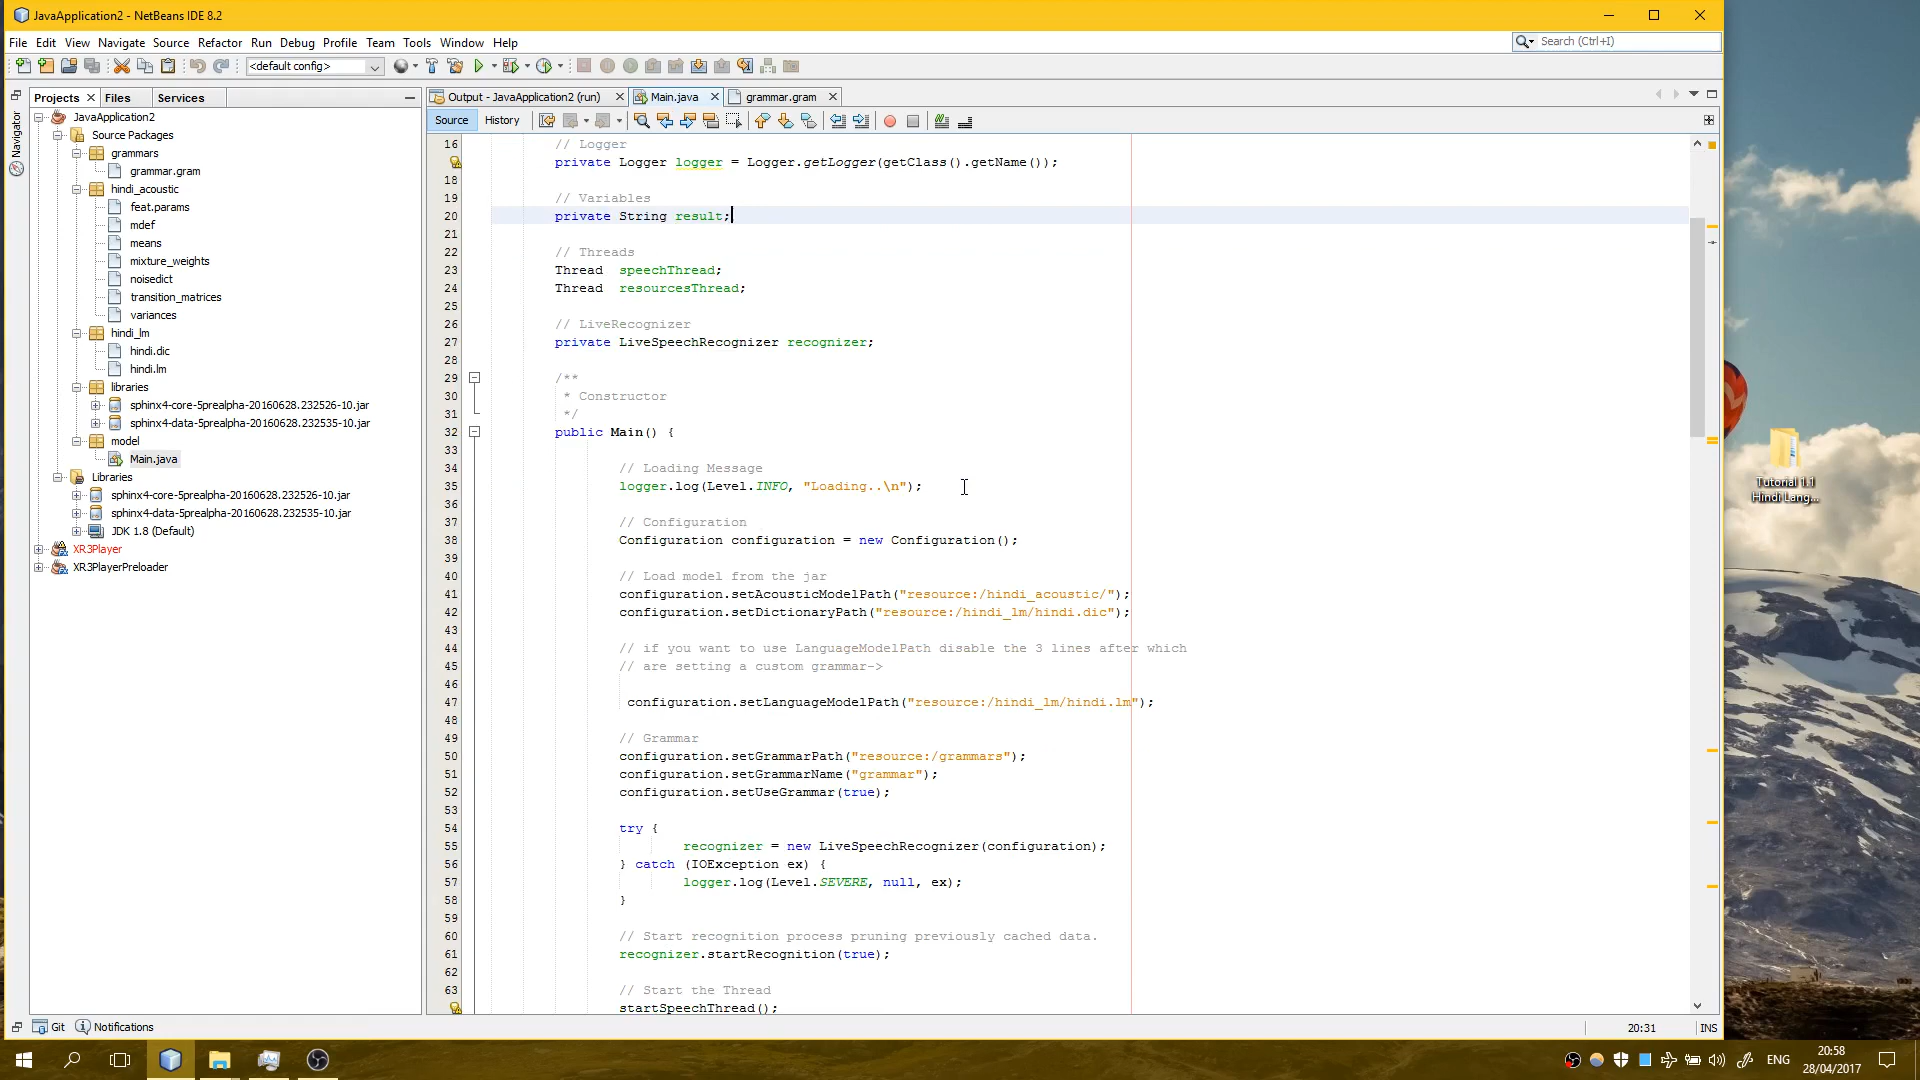 JavaApplication2 - NetBeans IDE 8.2
File Edit View Navigate Source Refactor Run Debug Profile Team Tools Window Help
Search (Ctrl+I)
<default config>
Projects Files Services
Output - JavaApplication2 (run) Main.java grammar.gram
Source History
Navigator
JavaApplication2
Source Packages
grammars
grammar.gram
hindi_acoustic
feat.params
mdef
means
mixture_weights
noisedict
transition_matrices
variances
hindi_lm
hindi.dic
hindi.lm
libraries
sphinx4-core-5prealpha-20160628.232526-10.jar
sphinx4-data-5prealpha-20160628.232535-10.jar
model
Main.java
Libraries
sphinx4-core-5prealpha-20160628.232526-10.jar
sphinx4-data-5prealpha-20160628.232535-10.jar
JDK 1.8 (Default)
XR3Player
XR3PlayerPreloader
16 // Logger
private Logger logger = Logger.getLogger(getClass().getName());
18
19 // Variables
20 private String result;
21
22 // Threads
23 Thread speechThread;
24 Thread resourcesThread;
25
26 // LiveRecognizer
27 private LiveSpeechRecognizer recognizer;
28
29 /**
30 * Constructor
31 */
32 public Main() {
33
34 // Loading Message
35 logger.log(Level.INFO, "Loading..\n");
36
37 // Configuration
38 Configuration configuration = new Configuration();
39
40 // Load model from the jar
41 configuration.setAcousticModelPath("resource:/hindi_acoustic/");
42 configuration.setDictionaryPath("resource:/hindi_lm/hindi.dic");
43
44 // if you want to use LanguageModelPath disable the 3 lines after which
45 // are setting a custom grammar->
46
47 configuration.setLanguageModelPath("resource:/hindi_lm/hindi.lm");
48
49 // Grammar
50 configuration.setGrammarPath("resource:/grammars");
51 configuration.setGrammarName("grammar");
52 configuration.setUseGrammar(true);
53
54 try {
55 recognizer = new LiveSpeechRecognizer(configuration);
56 } catch (IOException ex) {
57 logger.log(Level.SEVERE, null, ex);
58 }
59
60 // Start recognition process pruning previously cached data.
61 recognizer.startRecognition(true);
62
63 // Start the Thread
startSpeechThread();
Tutorial 1.1
Hindi Lang...
Git Notifications
20:31 INS
ENG
20:58
28/04/2017